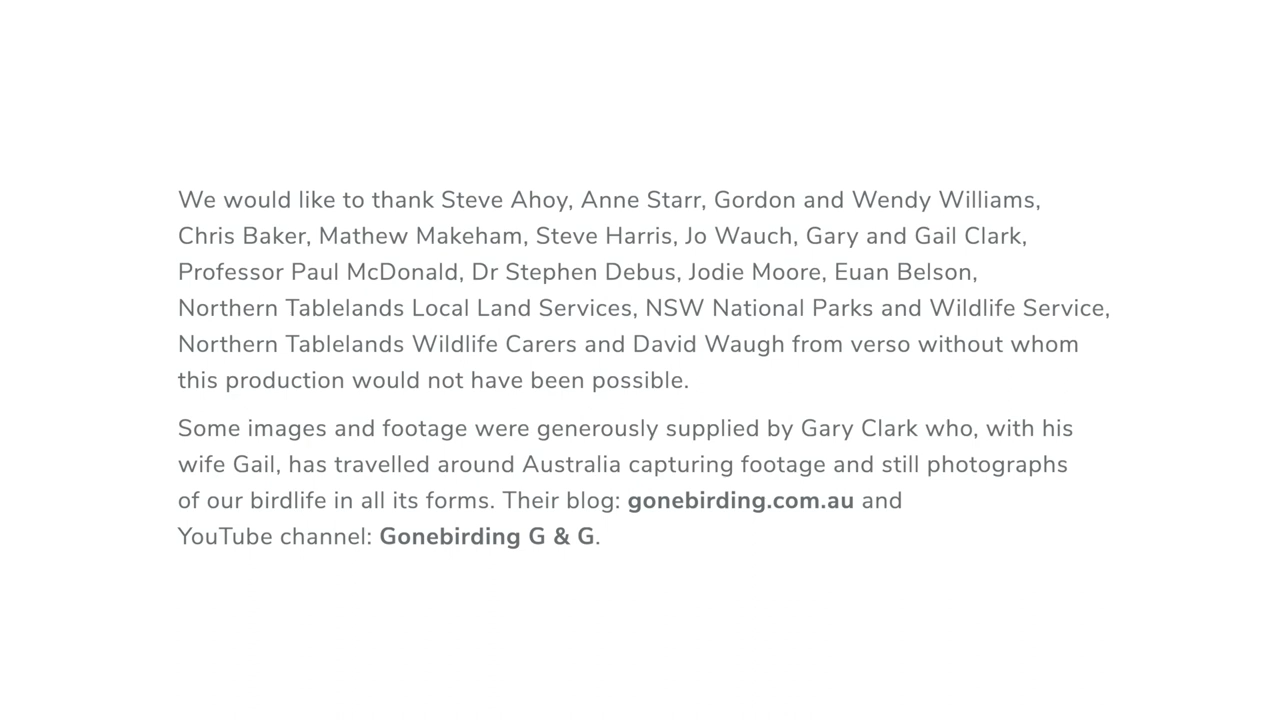 We would like to thank Steve Ahoy, Anne Starr, Gordon and Wendy Williams,
Chris Baker, Mathew Makeham, Steve Harris, Jo Wauch, Gary and Gail Clark,
Professor Paul McDonald, Dr Stephen Debus, Jodie Moore, Euan Belson,
Northern Tablelands Local Land Services, NSW National Parks and Wildlife Service,
Northern Tablelands Wildlife Carers and David Waugh from verso without whom
this production would not have been possible.
Some images and footage were generously supplied by Gary Clark who, with his
wife Gail, has travelled around Australia capturing footage and still photographs
of our birdlife in all its forms. Their blog: gonebirding.com.au and
YouTube channel: Gonebirding G & G.